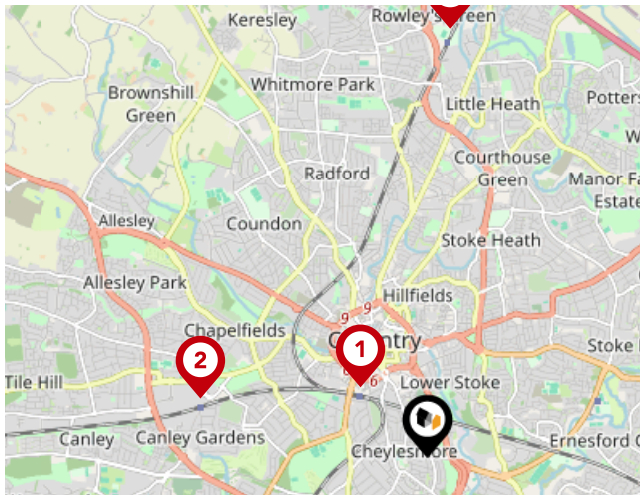 Keresley
Rowley's Green
Whitmore Park
Brownshill
Green
Little Heath
Potters
Courthouse
Green
Radford
Manor Fa
Estate
Allesley
Coundon
Stoke Heath
Allesley Park
Hillfields
9
9
Chapelfields
1
2
Stoke
6
Tile Hill
Lower Stoke
Canley
Canley Gardens
Cheylesmore
Ernesford G